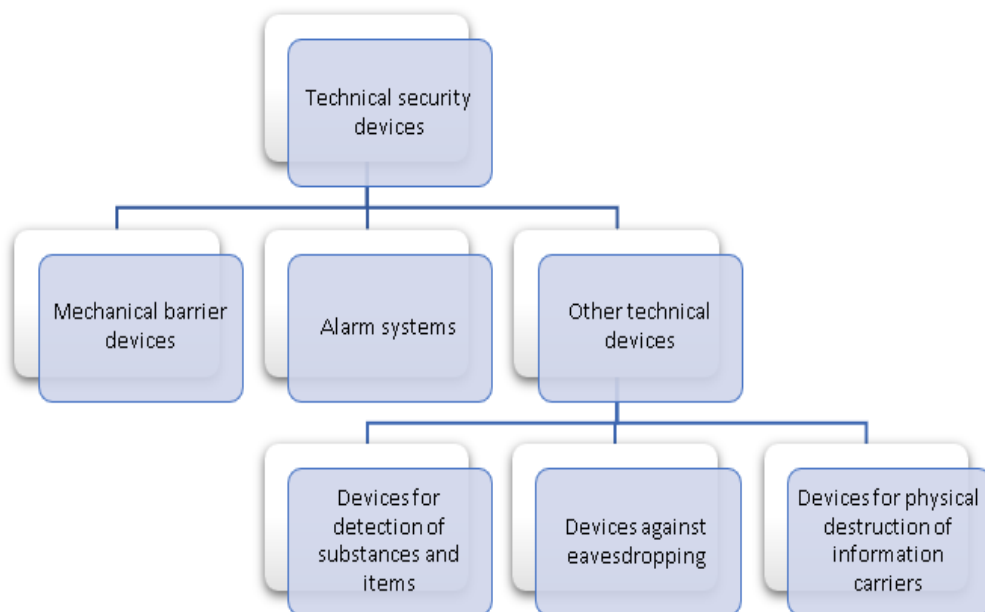 Technical security
devices
Mechanical barrier
devices
Alarm systems
Other technical
devices
Devices for
detection of
substances and
items
Devices against
eavesdropping
Devices for physical
destruction of
information
carriers